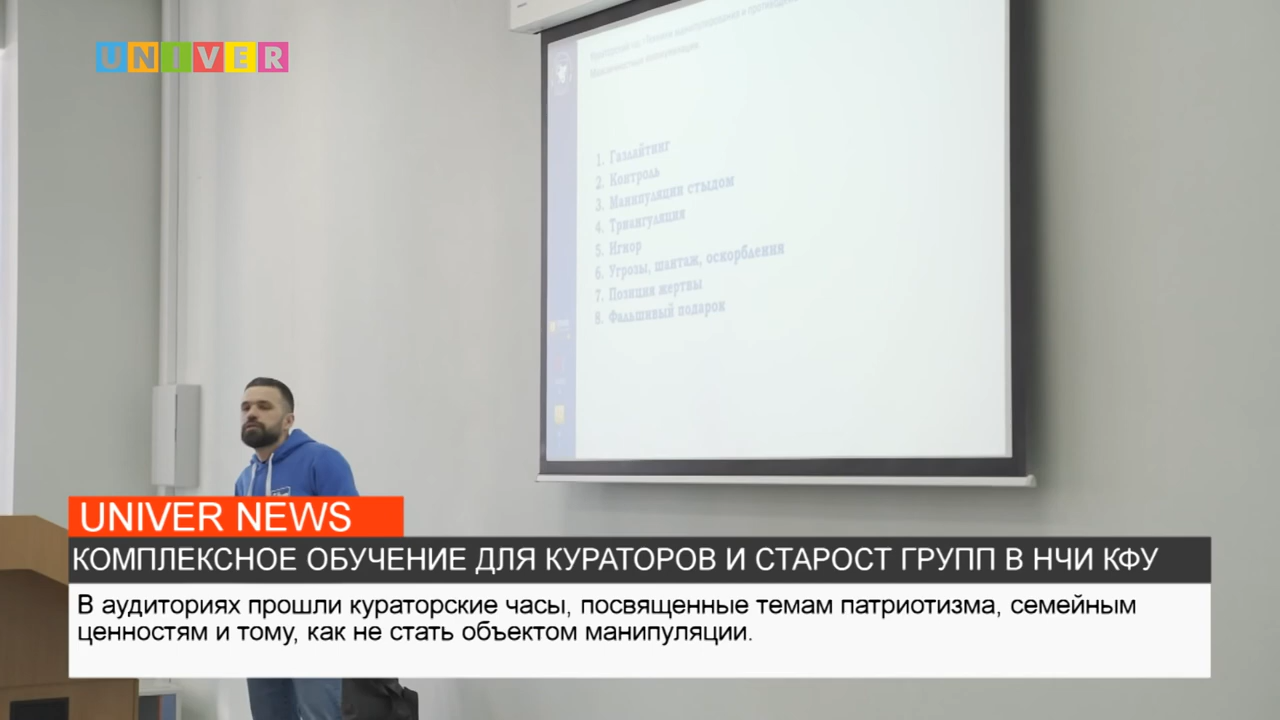 UNIVER
1. Газлайтинг
2. Контроль
3. Манипуляции стыдом
4. Триангуляция
5. Игнор
6. Угрозы, шантаж, оскорбления
7. Позиция жертвы
8. Фальшивый подарок
UNIVER NEWS
КОМПЛЕКСНОЕ ОБУЧЕНИЕ ДЛЯ КУРАТОРОВ И СТАРОСТ ГРУПП В НЧИ КФУ
В аудиториях прошли кураторские часы, посвященные темам патриотизма, семейным
ценностям и тому, как не стать объектом манипуляции.